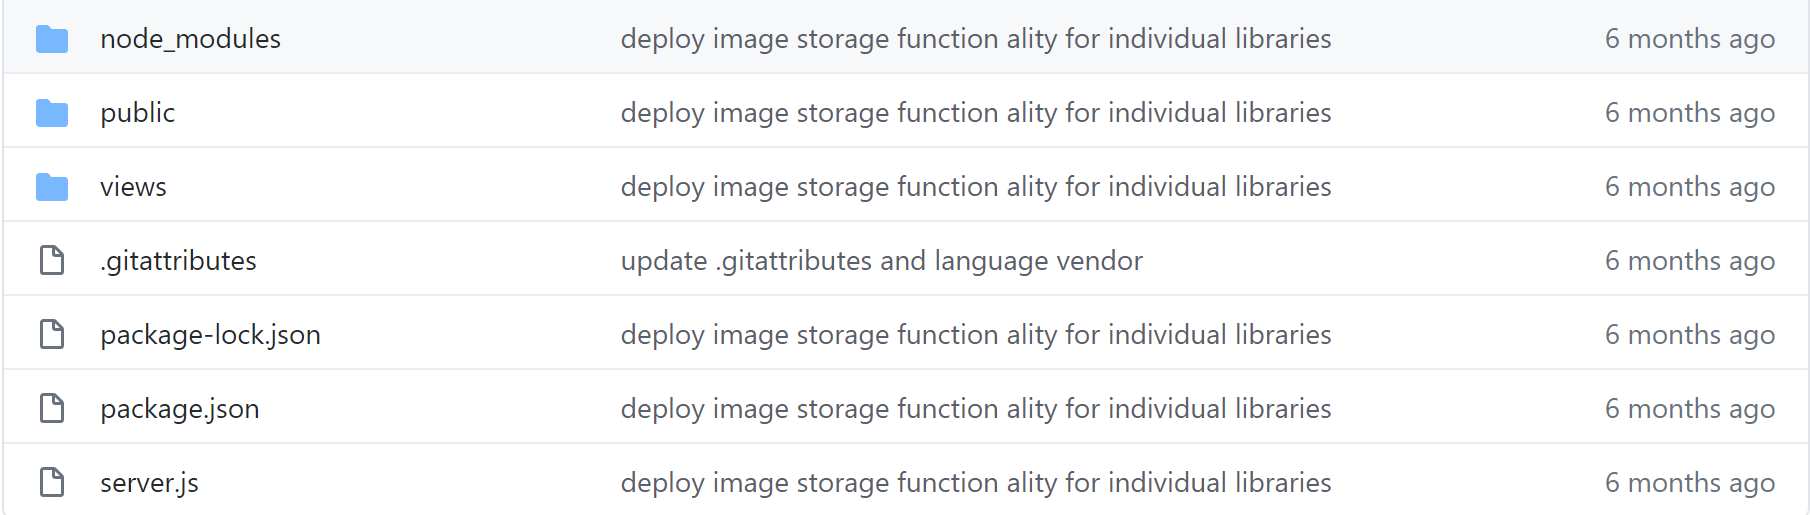 node_modules deploy image storage function ality for individual libraries 6 months ago
public deploy image storage function ality for individual libraries 6 months ago
views deploy image storage function ality for individual libraries 6 months ago
.gitattributes update .gitattributes and language vendor 6 months ago
package-lock.json deploy image storage function ality for individual libraries 6 months ago
package.json deploy image storage function ality for individual libraries 6 months ago
server.js deploy image storage function ality for individual libraries 6 months ago